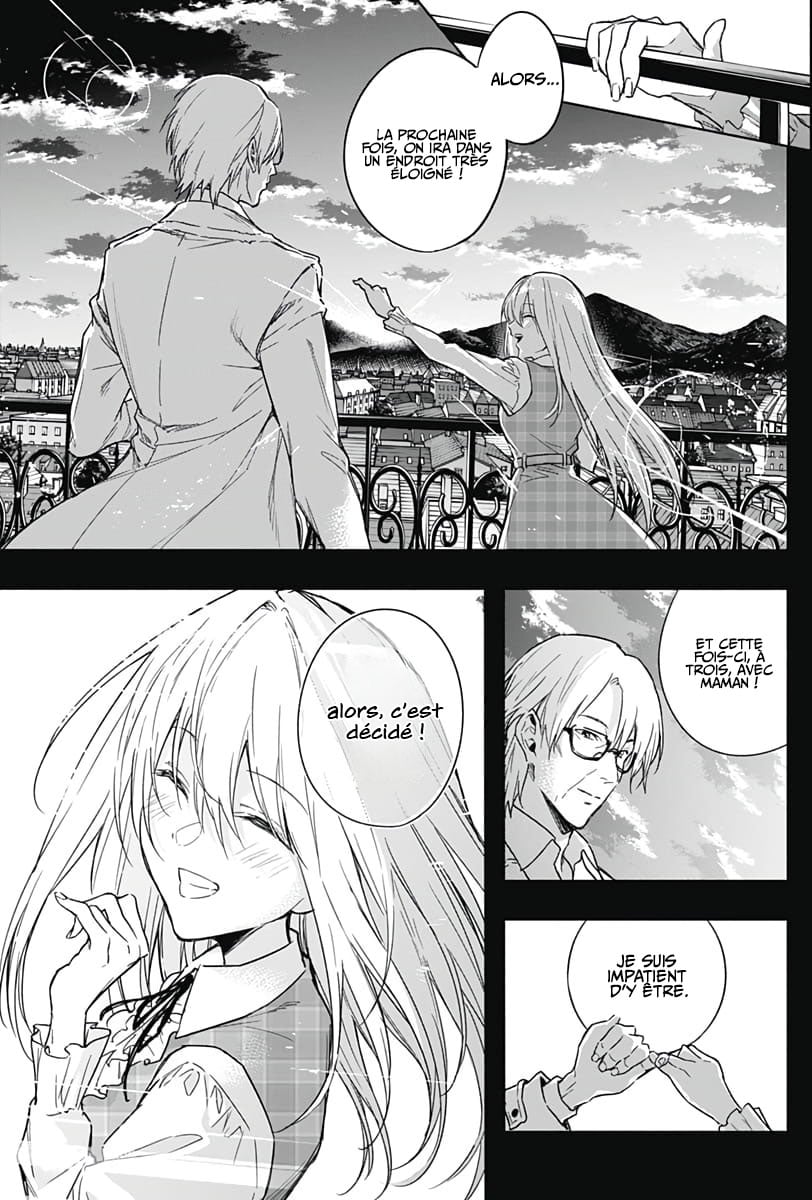 ALORS...
LA PROCHAINE
FOIS, ON IRA DANS
UN ENDROIT TRÈS
ÉLOIGNÉ !
ET CETTE
FOIS-CI, À
TROIS, AVEC
MAMAN !
JE SUIS
IMPATIENT
D'Y ÊTRE.
alors, c'est
décidé !